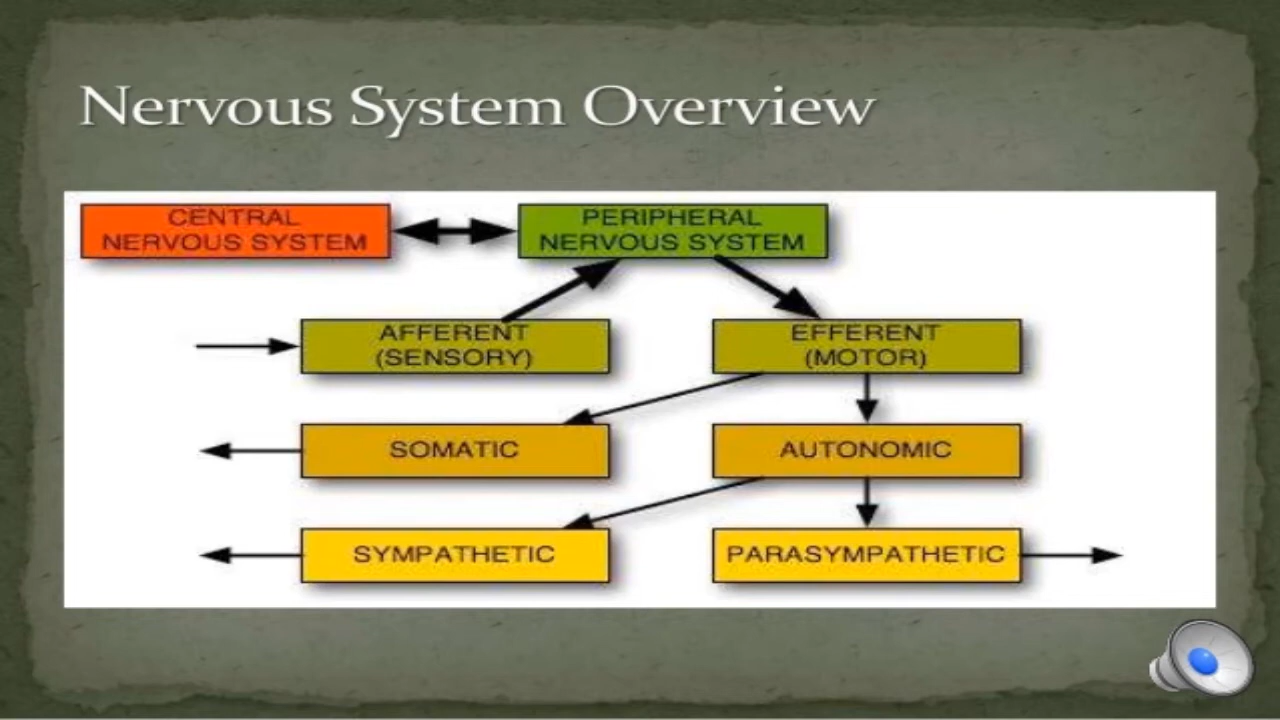 Nervous System Overview
CENTRAL
NERVOUS SYSTEM
PERIPHERAL
NERVOUS SYSTEM
AFFERENT
(SENSORY)
EFFERENT
(MOTOR)
SOMATIC
AUTONOMIC
SYMPATHETIC
PARASYMPATHETIC